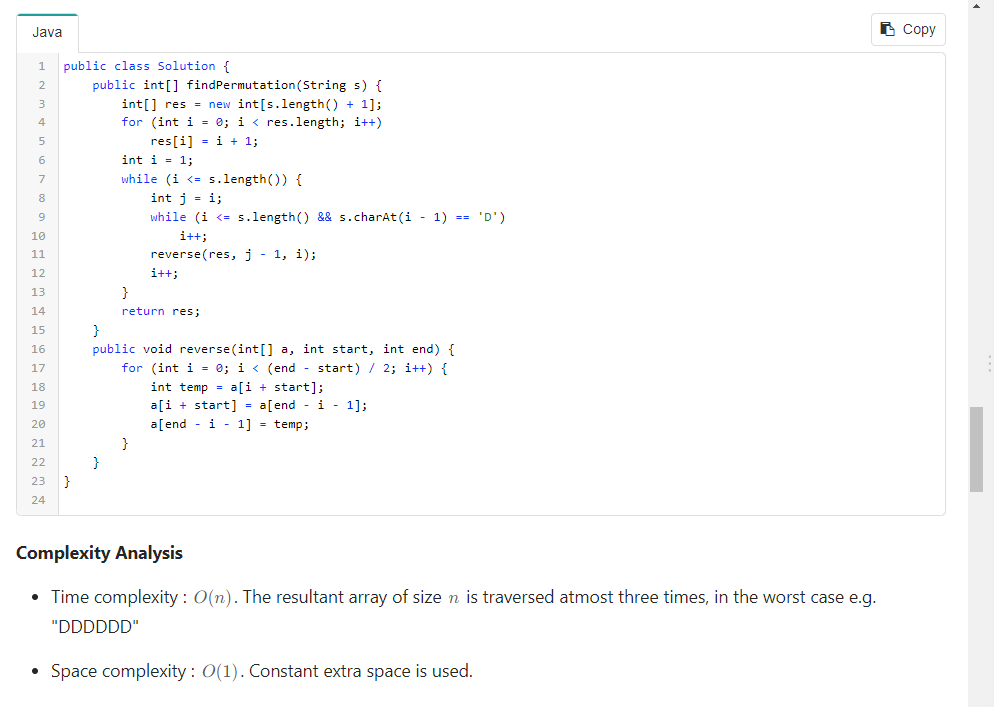 Java
Copy
1 public class Solution {
2     public int[] findPermutation(String s) {
3         int[] res = new int[s.length() + 1];
4         for (int i = 0; i < res.length; i++)
5             res[i] = i + 1;
6         int i = 1;
7         while (i <= s.length()) {
8             int j = i;
9             while (i <= s.length() && s.charAt(i - 1) == 'D')
10                 i++;
11             reverse(res, j - 1, i);
12             i++;
13         }
14         return res;
15     }
16     public void reverse(int[] a, int start, int end) {
17         for (int i = 0; i < (end - start) / 2; i++) {
18             int temp = a[i + start];
19             a[i + start] = a[end - i - 1];
20             a[end - i - 1] = temp;
21         }
22     }
23 }
24
Complexity Analysis
• Time complexity : O(n). The resultant array of size n is traversed atmost three times, in the worst case e.g.
"DDDDDD"
• Space complexity : O(1). Constant extra space is used.